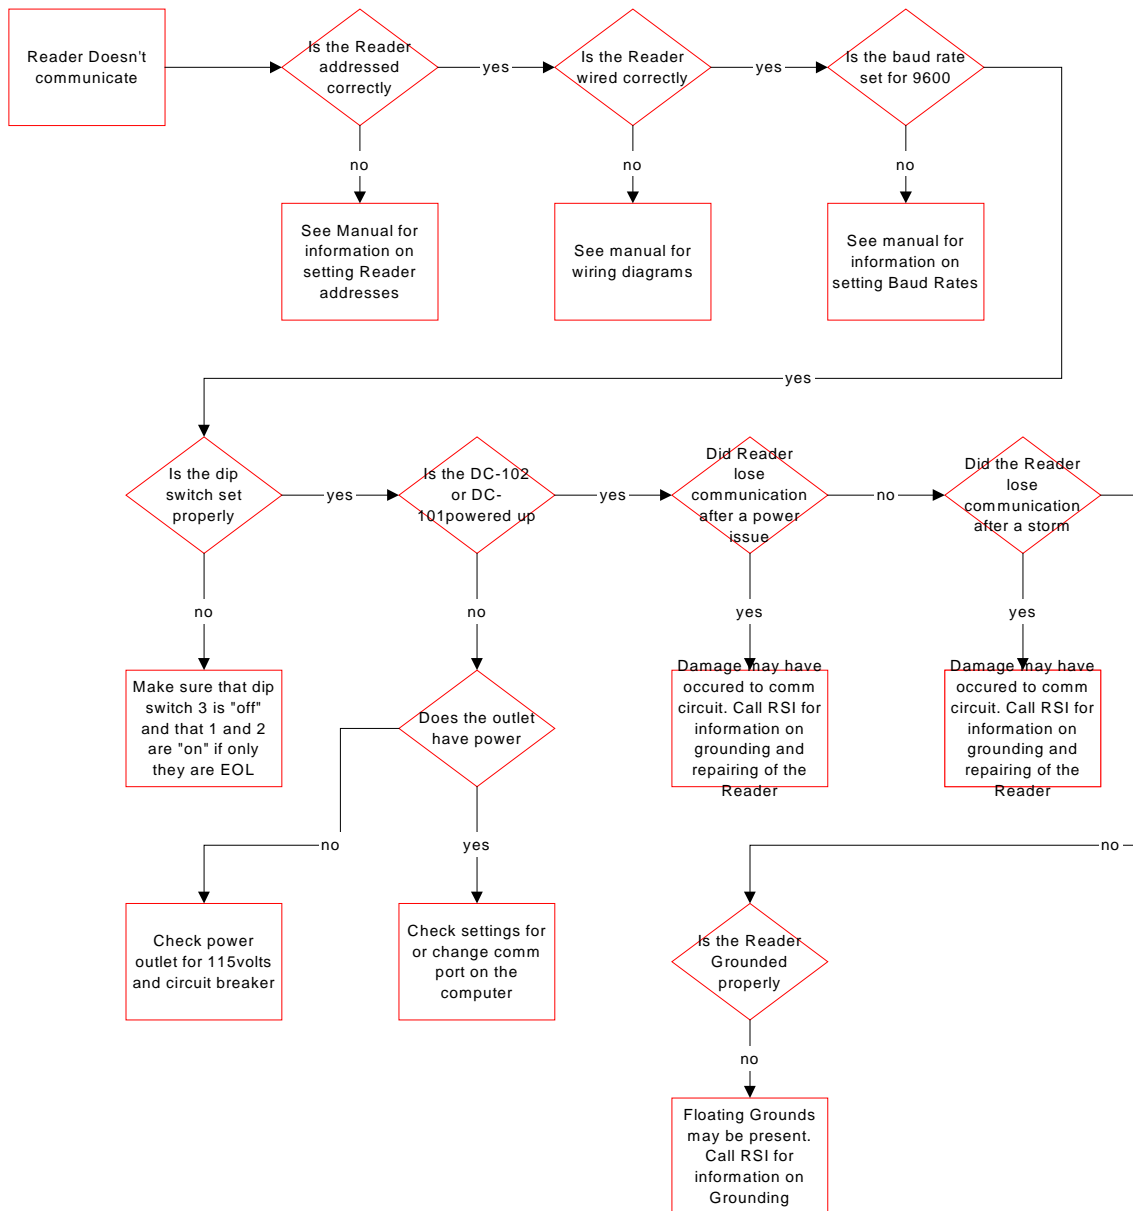 Reader Doesn't
communicate
Is the Reader
addressed
correctly
yes
Is the Reader
wired correctly
yes
Is the baud rate
set for 9600
no
no
no
See Manual for
information on
setting Reader
addresses
See manual for
wiring diagrams
See manual for
information on
setting Baud Rates
yes
Is the dip
switch set
properly
yes
Is the DC-102
or DC-
101powered up
yes
Did Reader
lose
communication
after a power
issue
no
Did the Reader
lose
communication
after a storm
no
no
yes
yes
Make sure that dip
switch 3 is "off"
and that 1 and 2
are "on" if only
they are EOL
Does the outlet
have power
Damage may have
occured to comm
circuit. Call RSI for
information on
grounding and
repairing of the
Reader
Damage may have
occured to comm
circuit. Call RSI for
information on
grounding and
repairing of the
Reader
no
yes
no
Check power
outlet for 115volts
and circuit breaker
Check settings for
or change comm
port on the
computer
Is the Reader
Grounded
properly
no
Floating Grounds
may be present.
Call RSI for
information on
Grounding